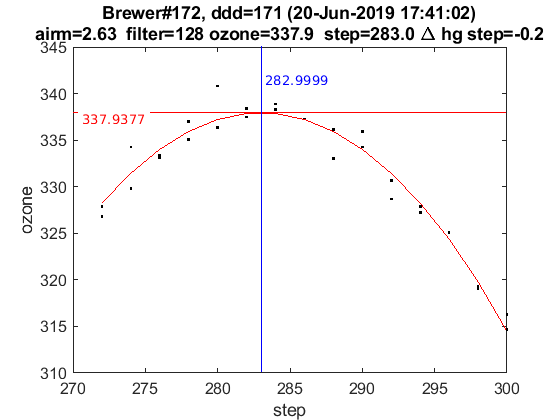 Brewer#172, ddd=171 (20-Jun-2019 17:41:02)
airm=2.63 filter=128 ozone=337.9 step=283.0 Δ hg step=-0.2
345
340
335
330
325
320
315
310
ozone
282.9999
337.9377
270 275 280 285 290 295 300
step